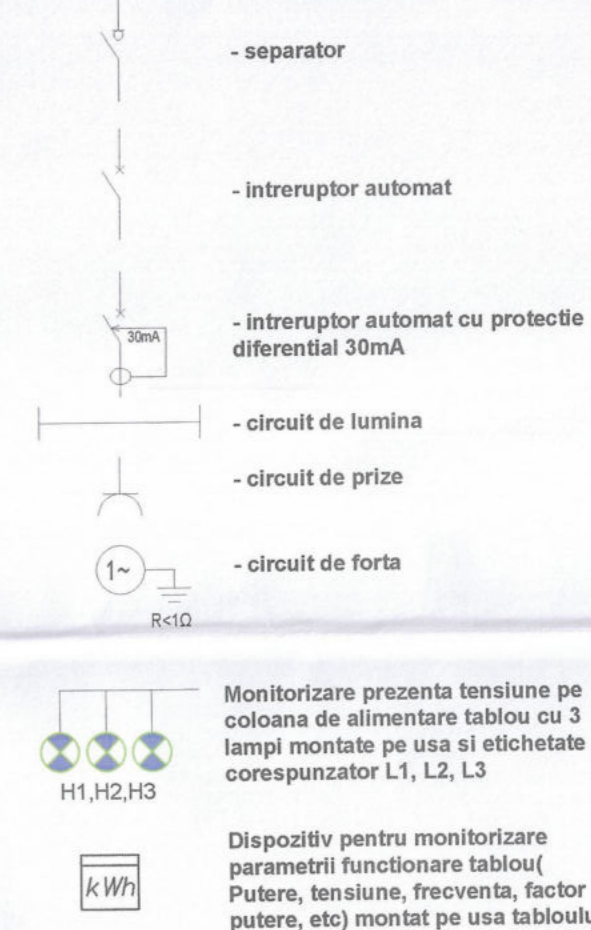 - separator
- intreruptor automat
30mA
- intreruptor automat cu protectie
diferential 30mA
- circuit de lumina
- circuit de prize
1~
- circuit de forta
R<1Ω
Monitorizare prezenta tensiune pe
coloana de alimentare tablou cu 3
lampi montate pe usa si etichetate
corespunzator L1, L2, L3
H1,H2,H3
Dispozitiv pentru monitorizare
parametrii functionare tablou(
kWh
Putere, tensiune, frecventa, factor
putere, etc) montat pe usa